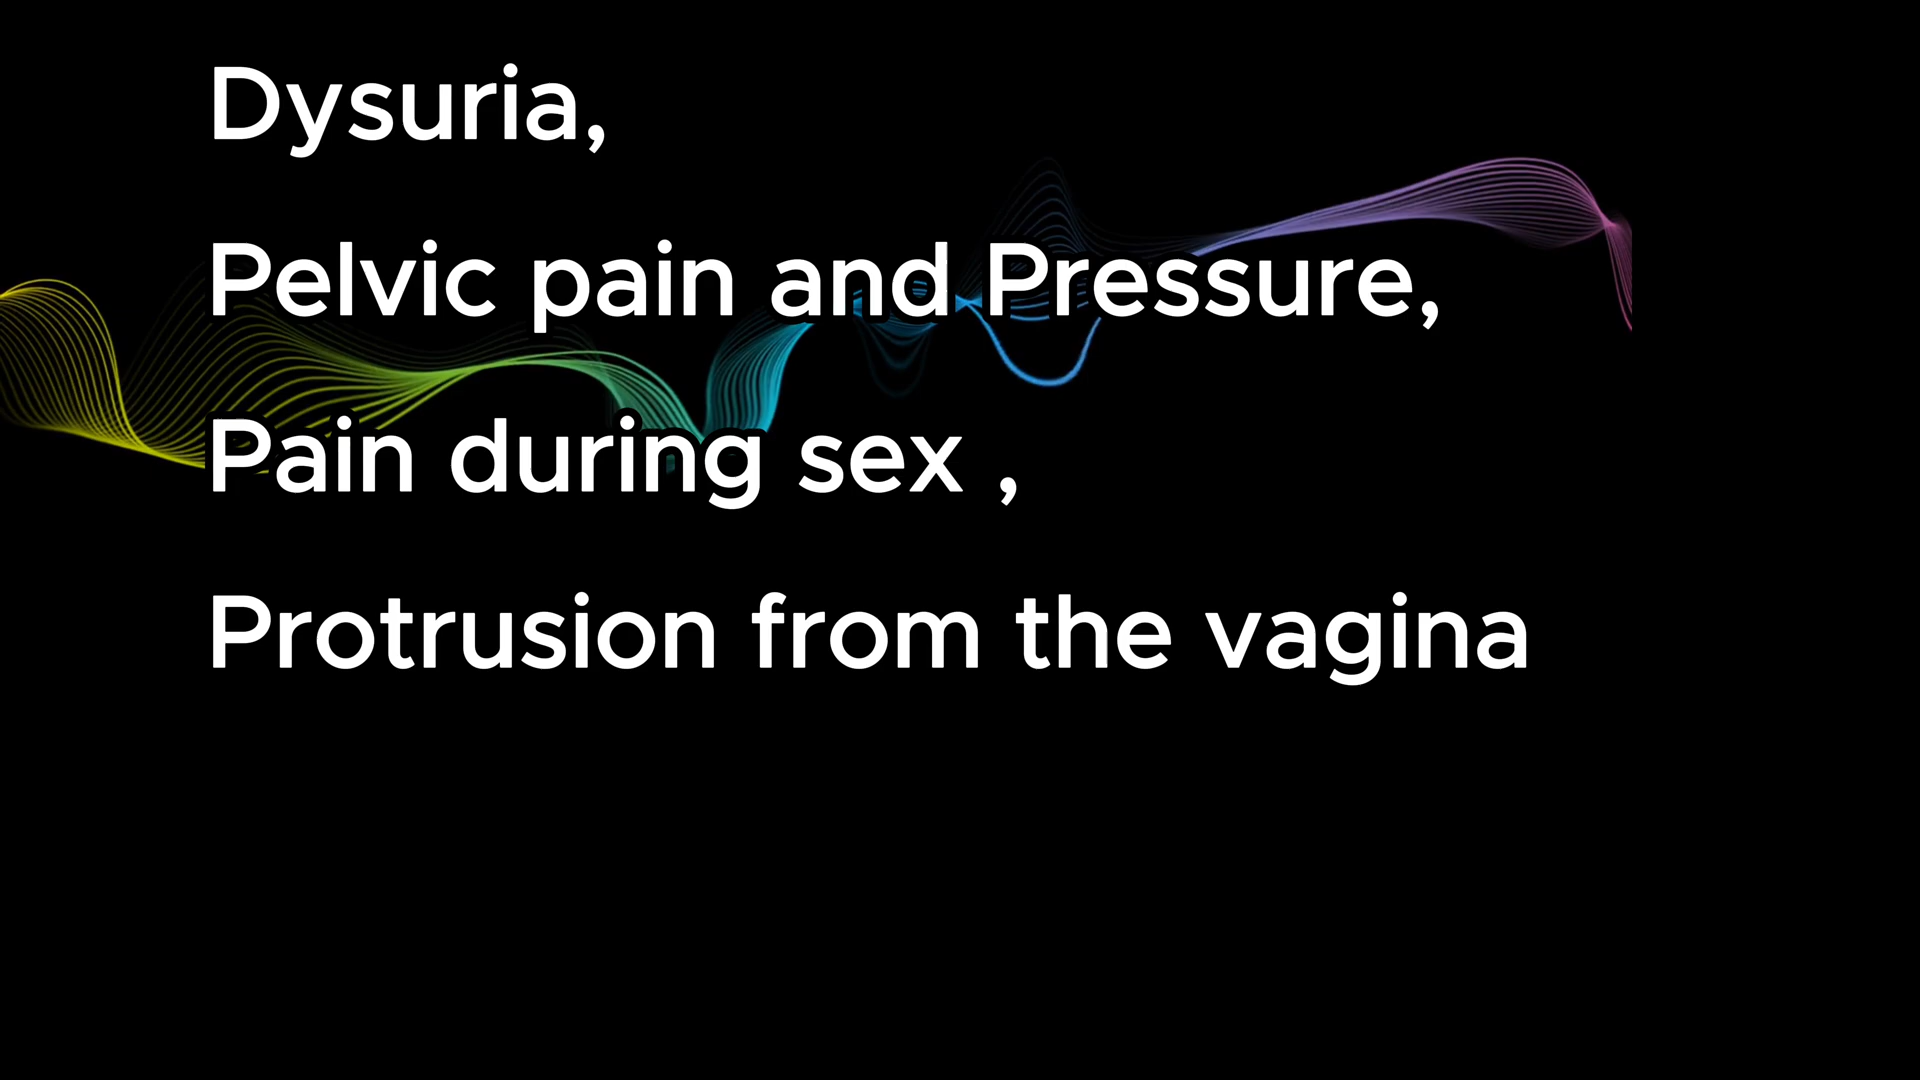 Dysuria,
Pelvic pain and Pressure,
Pain during sex ,
Protrusion from the vagina